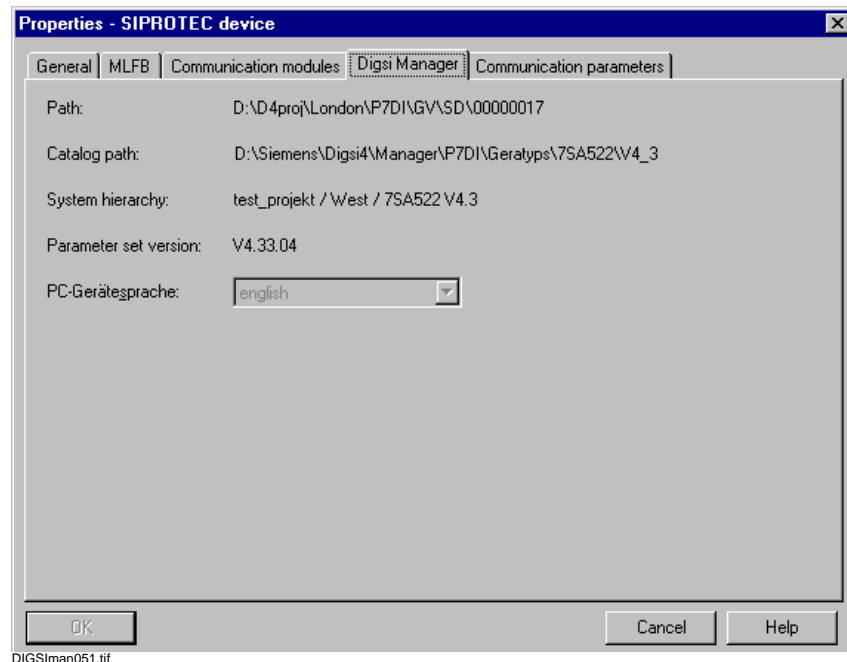 Properties - SIPROTEC device
General MLFB Communication modules Digsi Manager Communication parameters
Path: D:\D4proj\London\P7DI\GV\SD\00000017
Catalog path: D:\Siemens\Digsi4\Manager\P7DI\Geratyps\7SA522\V4_3
System hierarchy: test_projekt / West / 7SA522 V4.3
Parameter set version: V4.33.04
PC-Gerätesprache: english
OK Cancel Help
DIGSIman051.tif